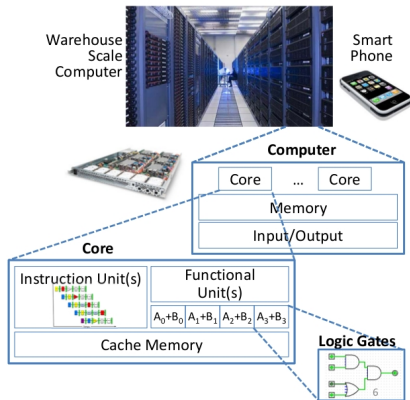 Warehouse
Scale
Computer
Smart
Phone
Computer
Core
...
Core
Memory
Input/Output
Core
Instruction Unit(s)
Functional
Unit(s)
A₀+B₀
A₁+B₁
A₂+B₂
A₃+B₃
Cache Memory
Logic Gates
6